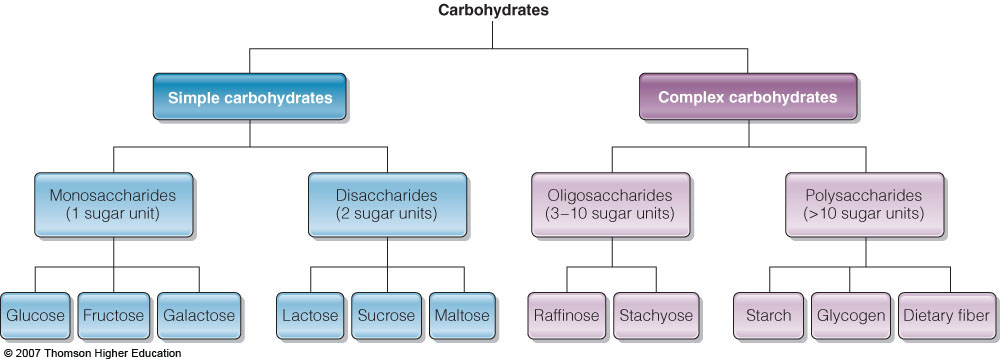 Carbohydrates
Simple carbohydrates
Complex carbohydrates
Monosaccharides
(1 sugar unit)
Disaccharides
(2 sugar units)
Oligosaccharides
(3–10 sugar units)
Polysaccharides
(>10 sugar units)
Glucose
Fructose
Galactose
Lactose
Sucrose
Maltose
Raffinose
Stachyose
Starch
Glycogen
Dietary fiber
© 2007 Thomson Higher Education